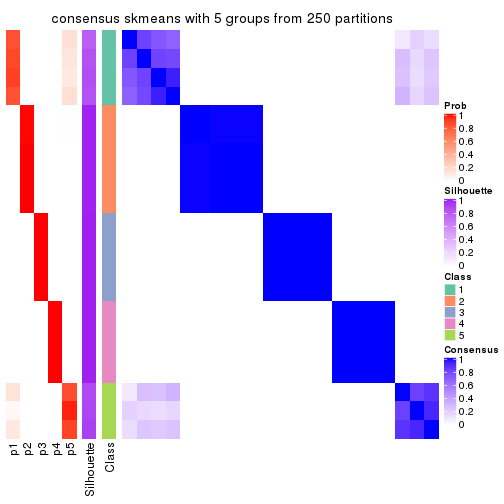 consensus skmeans with 5 groups from 250 partitions
Prob
1
0.8
0.6
0.4
0.2
0
Silhouette
1
0.8
0.6
0.4
0.2
0
Class
1
2
3
4
5
Consensus
1
0.8
0.6
0.4
0.2
0
p1
p2
p3
p4
p5
Silhouette
Class